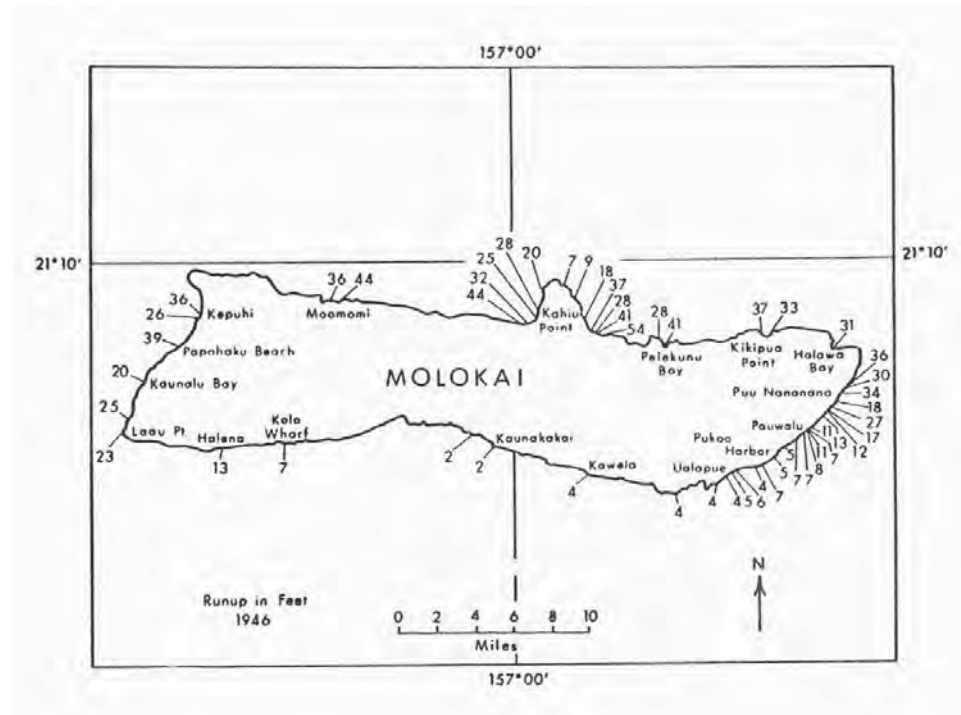 157°00'
21°10'
21°10'
28
20
7
9
25
18
32
37
44
28
41
54
Kahiu
Point
36
44
Moomomi
36
26
Kepuhi
39
Papohaku Beach
20
Kaunalu Bay
25
Laau Pt
23
Halena
13
Kolo
Wharf
7
MOLOKAI
28
41
Pelekunu
Bay
37
33
Kikipua
Point
31
Halawa
Bay
36
30
Puu Nananana
34
18
27
17
12
Pauwalu
11
13
11
7
8
7
7
5
Pukoo
Harbor
5
7
4
6
5
4
Ualapue
4
4
Kawela
4
Kaunakakai
2
2
N
Runup in Feet
1946
0 2 4 6 8 10
Miles
157°00'